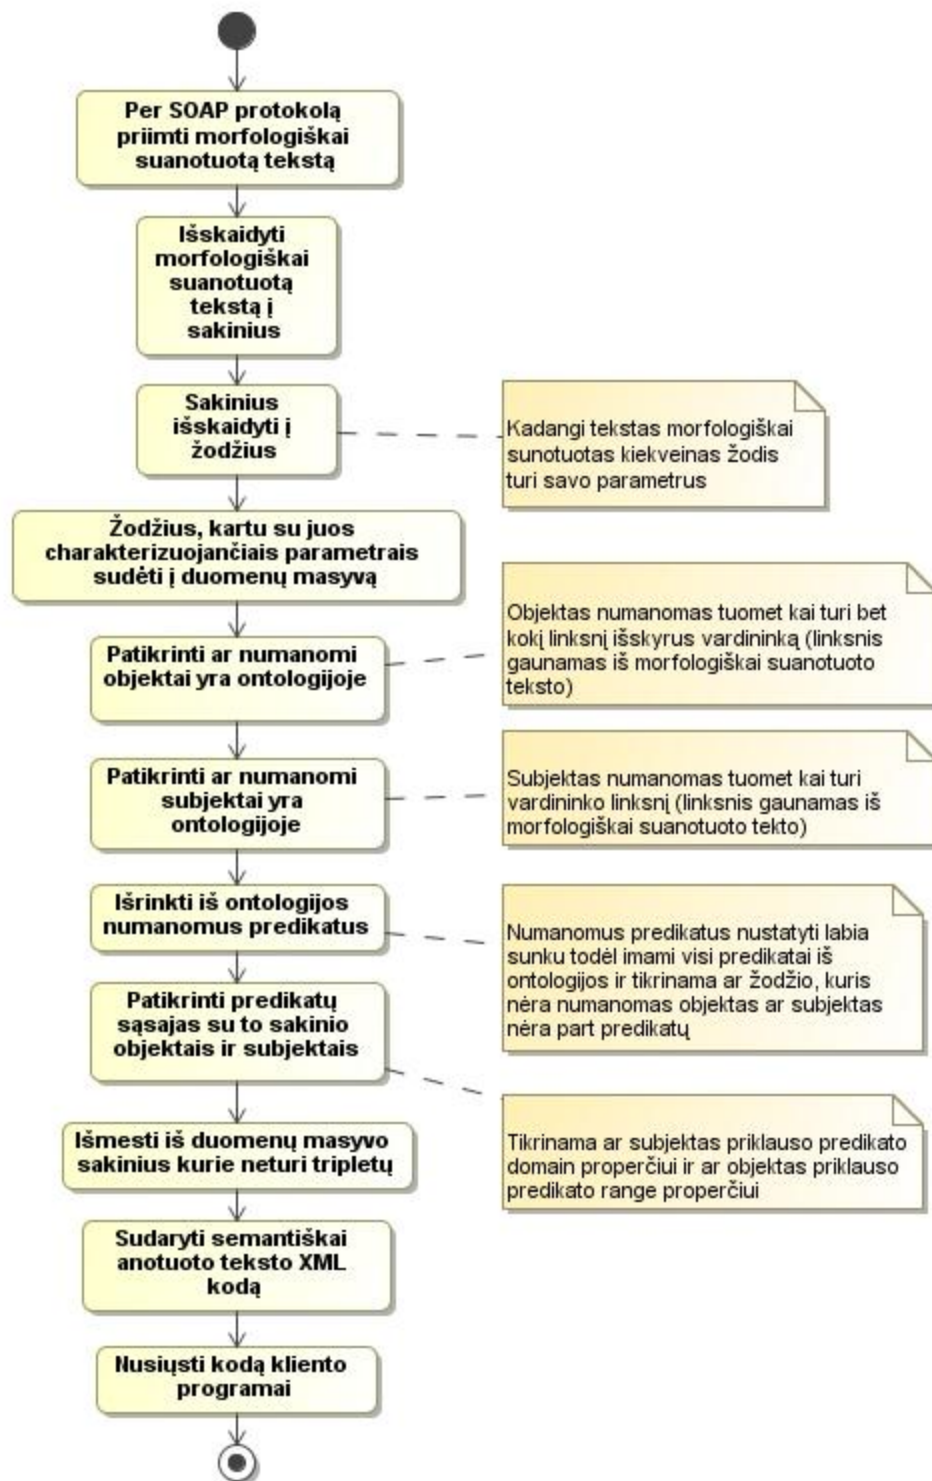 Per SOAP protokolą
priimti morfologiškai
suanotuotą tekstą
Išskaidyti
morfologiškai
suanotuotą
tekstą į
sakinius
Sakinius
išskaidyti į
žodžius
Kadangi tekstas morfologiškai
sunotuotas kiekveinas žodis
turi savo parametrus
Žodžius, kartu su juos
charakterizuojančiais parametrais
sudėti į duomenų masyvą
Patikrinti ar numanomi
objektai yra ontologijoje
Objektas numanomas tuomet kai turi bet
kokį linksnį išskyrus vardininką (linksnis
gaunamas iš morfologiškai suanotuoto
teksto)
Patikrinti ar numanomi
subjektai yra
ontologijoje
Subjektas numanomas tuomet kai turi
vardininko linksnį (linksnis gaunamas iš
morfologiškai suanotuoto tekto)
Išrinkti iš ontologijos
numanomus predikatus
Numanomus predikatus nustatyti labia
sunku todėl imami visi predikatai iš
ontologijos ir tikrinama ar žodžio, kuris
nėra numanomas objektas ar subjektas
nėra part predikatų
Patikrinti predikatų
sąsajas su to sakinio
objektais ir subjektais
Tikrinama ar subjektas priklauso predikato
domain properčiui ir ar objektas priklauso
predikato range properčiui
Išmesti iš duomenų masyvo
sakinius kurie neturi tripletų
Sudaryti semantiškai
anotuoto teksto XML
kodą
Nusiųsti kodą kliento
programai